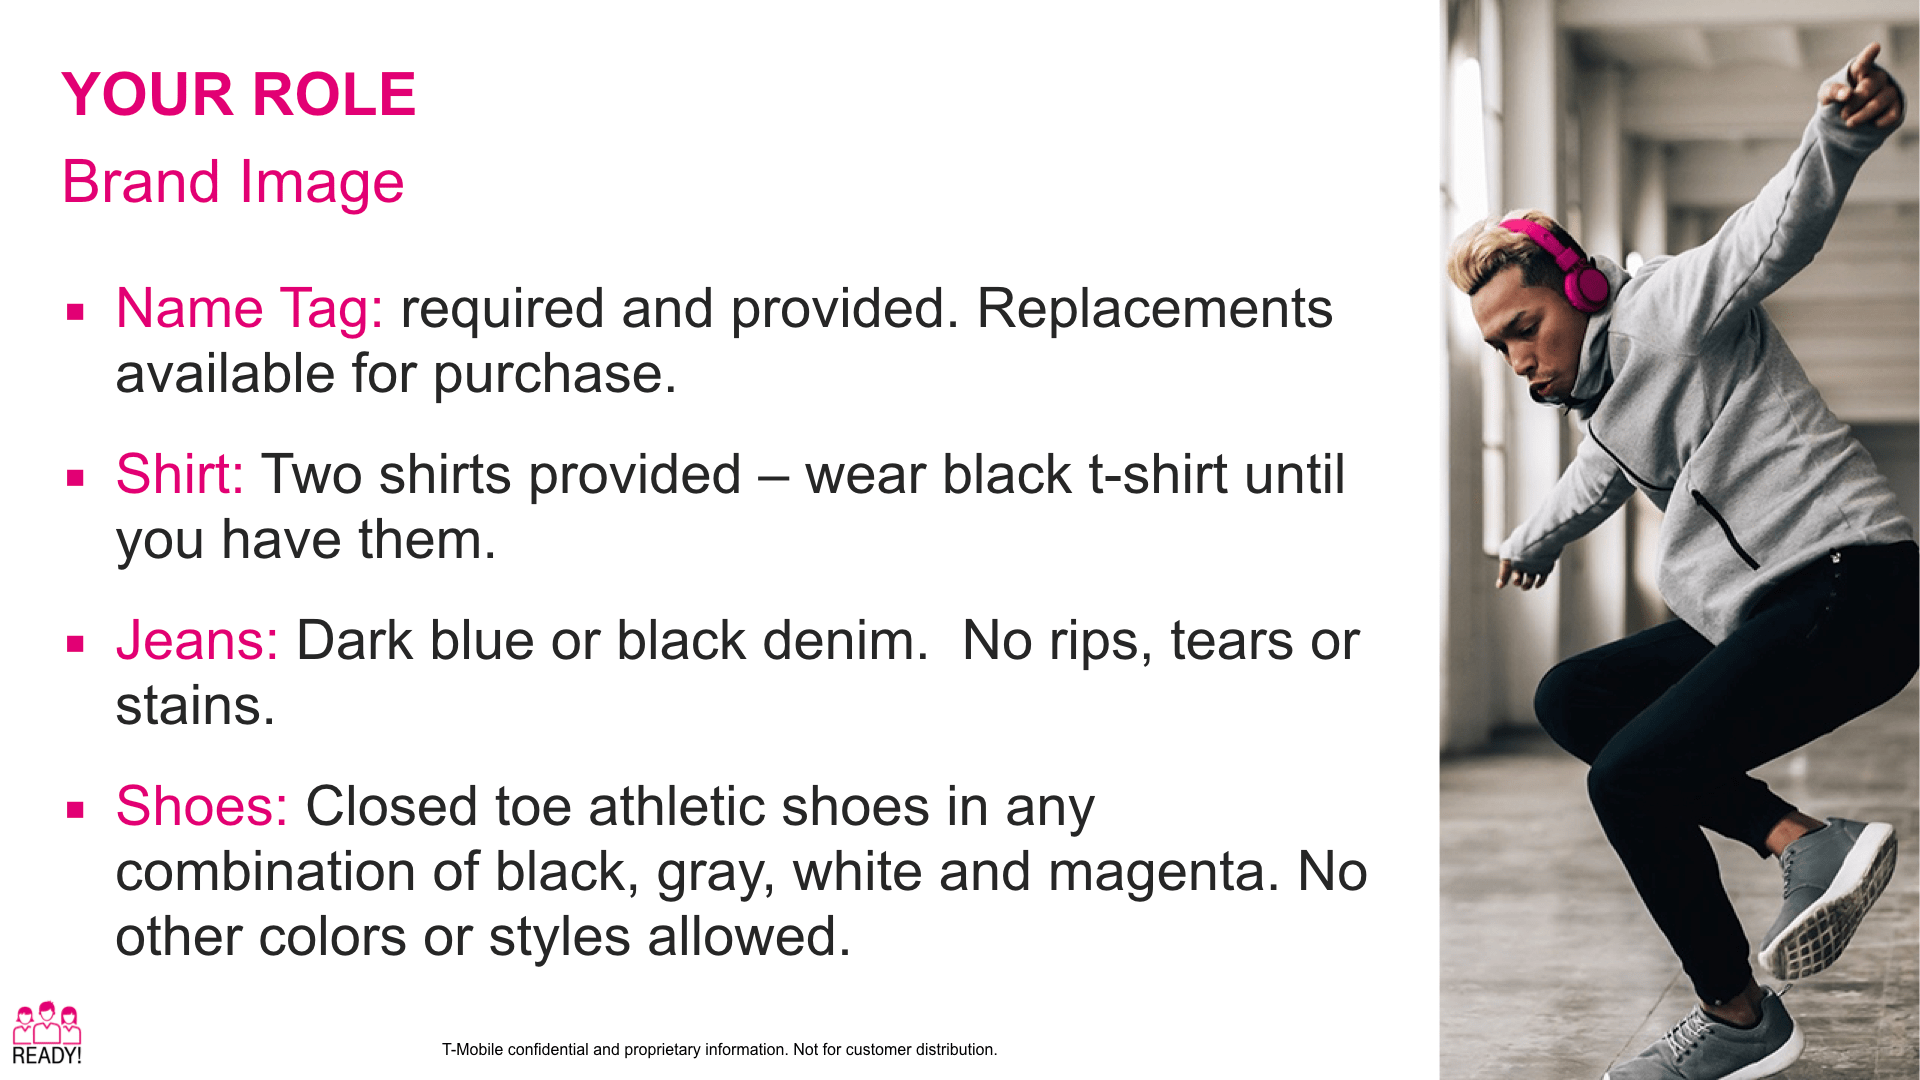 YOUR ROLE
Brand Image
▪ Name Tag: required and provided. Replacements
available for purchase.
▪ Shirt: Two shirts provided – wear black t-shirt until
you have them.
▪ Jeans: Dark blue or black denim.  No rips, tears or
stains.
▪ Shoes: Closed toe athletic shoes in any
combination of black, gray, white and magenta. No
other colors or styles allowed.
READY!
T-Mobile confidential and proprietary information. Not for customer distribution.